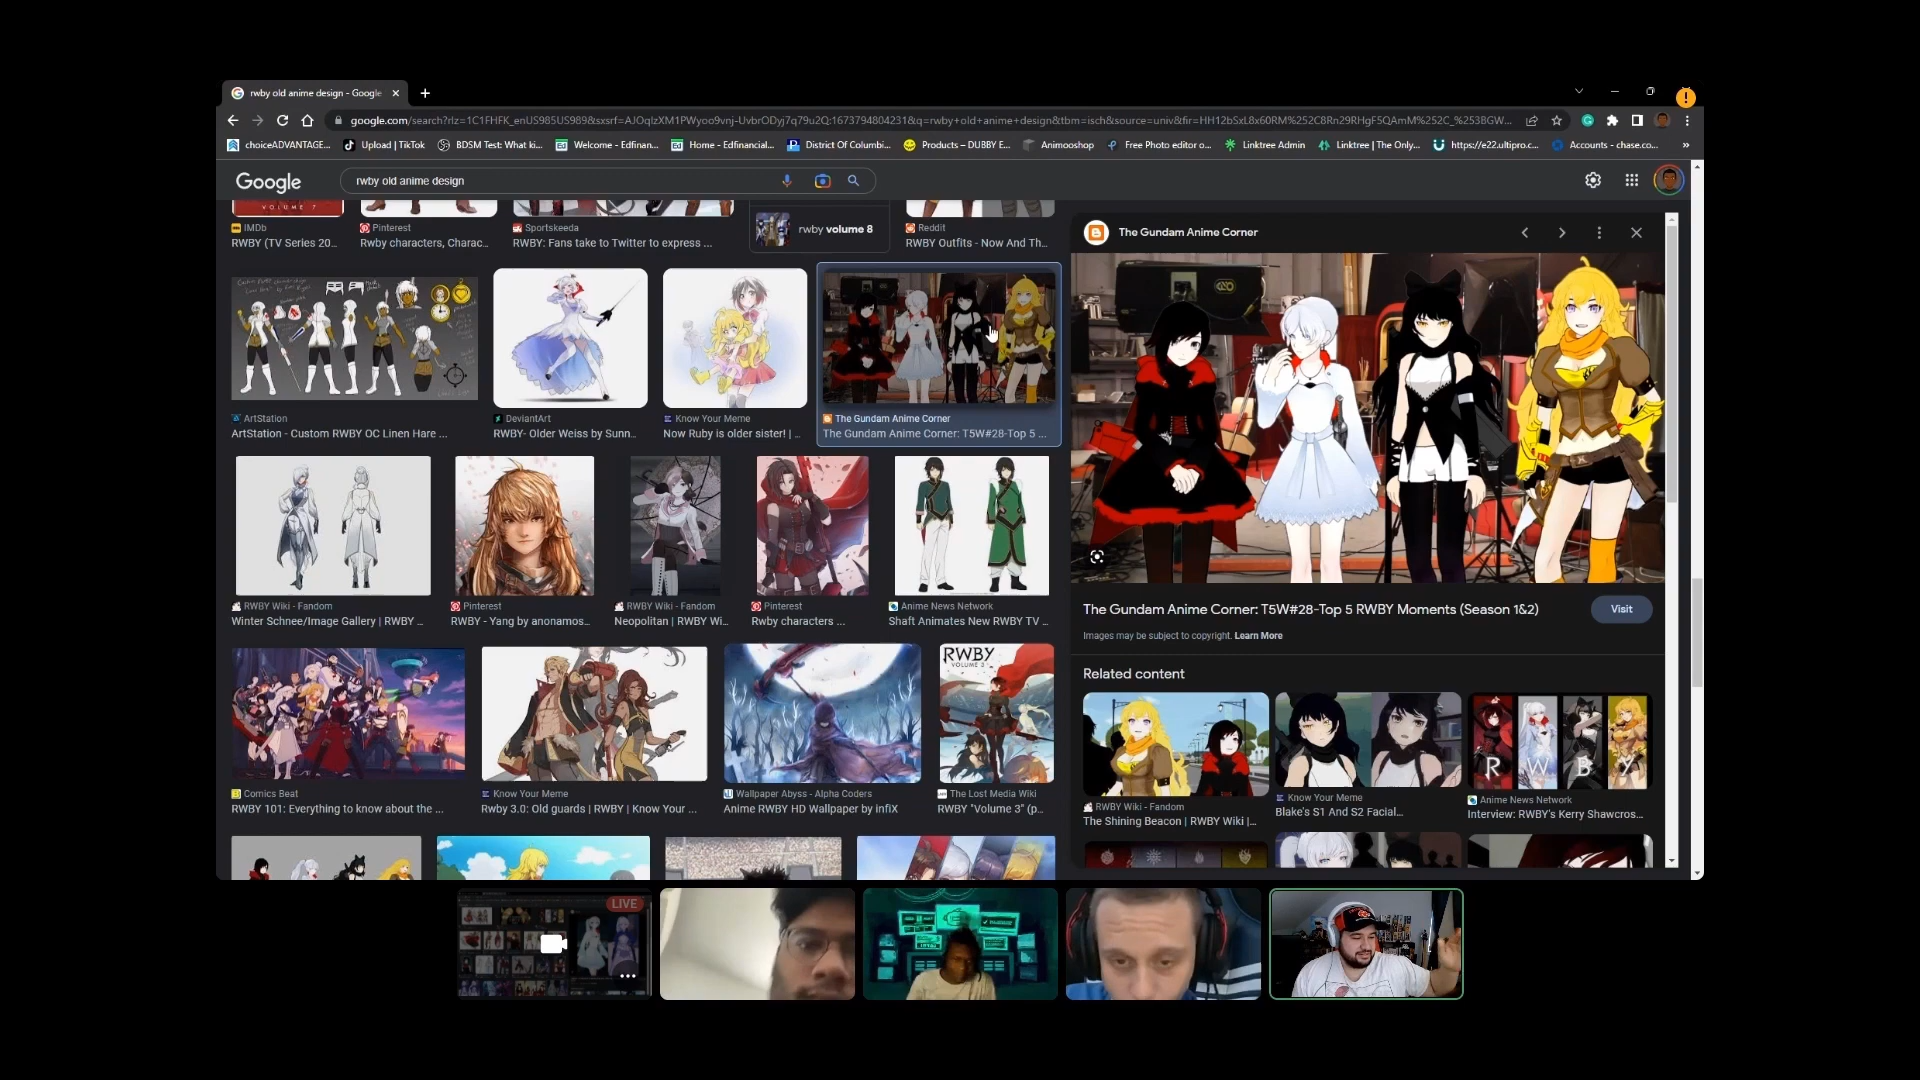 rwby old anime design - Google
google.com/search?rlz=1C1FHFK_enUS985US989&sxsrf=AJOqlzXM1PWyoo9vnj-UvbrODyj7q79u2Q:1673794804231&q=rwby+old+anime+design&tbm=isch&source=univ&fir=HH12bSxL8x60RM%252C8Rn29RHgF5QAmM%252C_%253BGW...
choiceADVANTAGE...
Upload | TikTok
BDSM Test: What ki...
Welcome - Edfinan...
Home - Edfinancial...
District Of Columbi...
Products – DUBBY E...
Animooshop
Free Photo editor o...
Linktree Admin
Linktree | The Only...
https://e22.ultipro.c...
Accounts - chase.co...
»
Google
rwby old anime design
VOLUME 7
IMDb
RWBY (TV Series 20...
Pinterest
Rwby characters, Charac...
Sportskeeda
RWBY: Fans take to Twitter to express ...
rwby volume 8
Reddit
RWBY Outfits - Now And Th...
ArtStation
ArtStation - Custom RWBY OC Linen Hare ...
DeviantArt
RWBY- Older Weiss by Sunn...
Know Your Meme
Now Ruby is older sister! | ...
The Gundam Anime Corner
The Gundam Anime Corner: T5W#28-Top 5 ...
RWBY Wiki - Fandom
Winter Schnee/Image Gallery | RWBY ...
Pinterest
RWBY - Yang by anonamos...
RWBY Wiki - Fandom
Neopolitan | RWBY Wi...
Pinterest
Rwby characters ...
Anime News Network
Shaft Animates New RWBY TV ...
RWBY
VOLUME 3
Comics Beat
RWBY 101: Everything to know about the ...
Know Your Meme
Rwby 3.0: Old guards | RWBY | Know Your ...
Wallpaper Abyss - Alpha Coders
Anime RWBY HD Wallpaper by infiX
The Lost Media Wiki
RWBY "Volume 3" (p...
The Gundam Anime Corner
The Gundam Anime Corner: T5W#28-Top 5 RWBY Moments (Season 1&2)
Visit
Images may be subject to copyright. Learn More
Related content
R W B Y
RWBY Wiki - Fandom
The Shining Beacon | RWBY Wiki |...
Know Your Meme
Blake's S1 And S2 Facial...
Anime News Network
Interview: RWBY's Kerry Shawcros...
LIVE